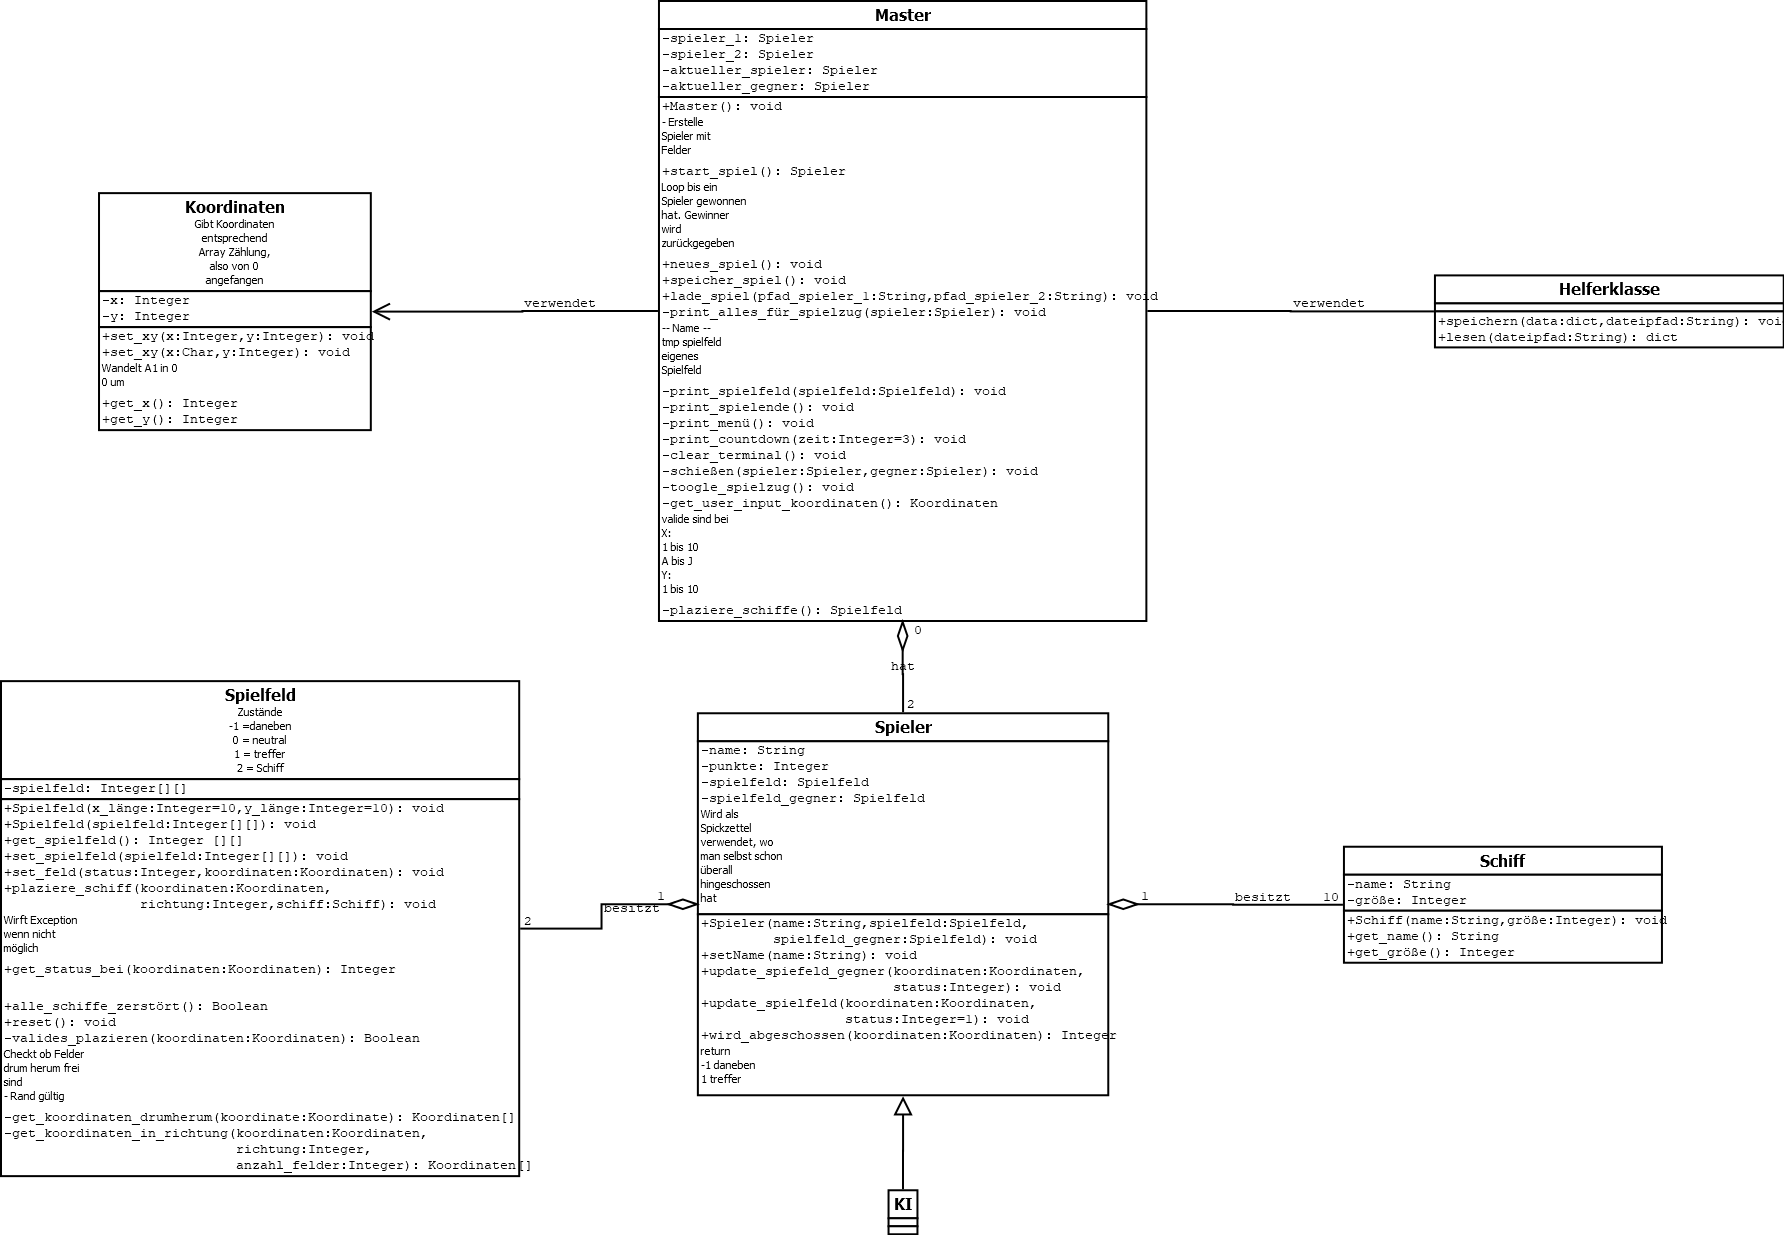 Master
-spieler_1: Spieler
-spieler_2: Spieler
-aktueller_spieler: Spieler
-aktueller_gegner: Spieler
+Master(): void
- Erstelle
Spieler mit
Felder
+start_spiel(): Spieler
Loop bis ein
Spieler gewonnen
hat. Gewinner
wird
zurückgegeben
+neues_spiel(): void
+speicher_spiel(): void
+lade_spiel(pfad_spieler_1:String,pfad_spieler_2:String): void
-print_alles_für_spielzug(spieler:Spieler): void
-- Name --
tmp spielfeld
eigenes
Spielfeld
-print_spielfeld(spielfeld:Spielfeld): void
-print_spielende(): void
-print_menü(): void
-print_countdown(zeit:Integer=3): void
-clear_terminal(): void
-schießen(spieler:Spieler,gegner:Spieler): void
-toogle_spielzug(): void
-get_user_input_koordinaten(): Koordinaten
valide sind bei
X:
1 bis 10
A bis J
Y:
1 bis 10
-plaziere_schiffe(): Spielfeld
Koordinaten
Gibt Koordinaten
entsprechend
Array Zählung,
also von 0
angefangen
-x: Integer
-y: Integer
+set_xy(x:Integer,y:Integer): void
+set_xy(x:Char,y:Integer): void
Wandelt A1 in 0
0 um
+get_x(): Integer
+get_y(): Integer
verwendet
verwendet
Helferklasse
+speichern(data:dict,dateipfad:String): voi
+lesen(dateipfad:String): dict
0
hat
2
Spielfeld
Zustände
-1 =daneben
0 = neutral
1 = treffer
2 = Schiff
-spielfeld: Integer[][]
+Spielfeld(x_länge:Integer=10,y_länge:Integer=10): void
+Spielfeld(spielfeld:Integer[][]): void
+get_spielfeld(): Integer [][]
+set_spielfeld(spielfeld:Integer[][]): void
+set_feld(status:Integer,koordinaten:Koordinaten): void
+plaziere_schiff(koordinaten:Koordinaten,
richtung:Integer,schiff:Schiff): void
Wirft Exception
wenn nicht
möglich
+get_status_bei(koordinaten:Koordinaten): Integer
+alle_schiffe_zerstört(): Boolean
+reset(): void
-valides_plazieren(koordinaten:Koordinaten): Boolean
Checkt ob Felder
drum herum frei
sind
- Rand gültig
-get_koordinaten_drumherum(koordinate:Koordinate): Koordinaten[]
-get_koordinaten_in_richtung(koordinaten:Koordinaten,
richtung:Integer,
anzahl_felder:Integer): Koordinaten[]
2
besitzt
1
Spieler
-name: String
-punkte: Integer
-spielfeld: Spielfeld
-spielfeld_gegner: Spielfeld
Wird als
Spickzettel
verwendet, wo
man selbst schon
überall
hingeschossen
hat
+Spieler(name:String,spielfeld:Spielfeld,
spielfeld_gegner:Spielfeld): void
+setName(name:String): void
+update_spiefeld_gegner(koordinaten:Koordinaten,
status:Integer): void
+update_spielfeld(koordinaten:Koordinaten,
status:Integer=1): void
+wird_abgeschossen(koordinaten:Koordinaten): Integer
return
-1 daneben
1 treffer
1
besitzt
10
Schiff
-name: String
-größe: Integer
+Schiff(name:String,größe:Integer): void
+get_name(): String
+get_größe(): Integer
KI